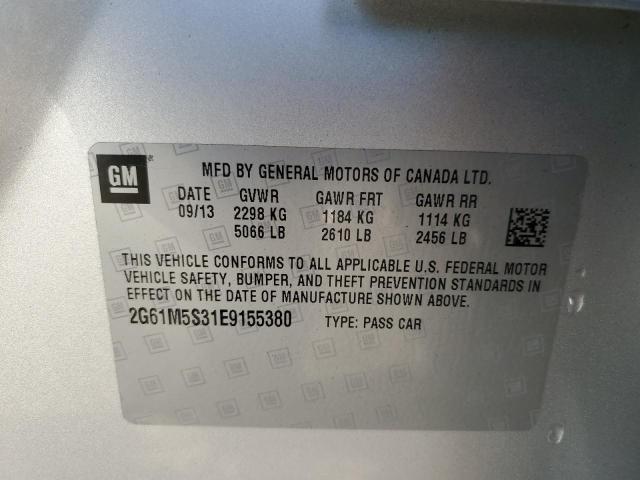 GM
MFD BY GENERAL MOTORS OF CANADA LTD.
DATE GVWR GAWR FRT GAWR RR
09/13 2298 KG 1184 KG 1114 KG
5066 LB 2610 LB 2456 LB
THIS VEHICLE CONFORMS TO ALL APPLICABLE U.S. FEDERAL MOTOR
VEHICLE SAFETY, BUMPER, AND THEFT PREVENTION STANDARDS IN
EFFECT ON THE DATE OF MANUFACTURE SHOWN ABOVE.
2G61M5S31E9155380 TYPE: PASS CAR